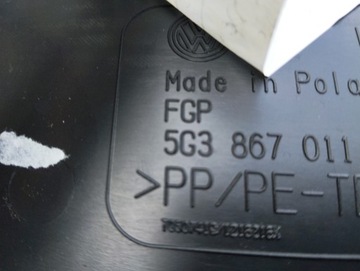 Made in Pola
FGP
5G3 867 011
>PP/PE-T